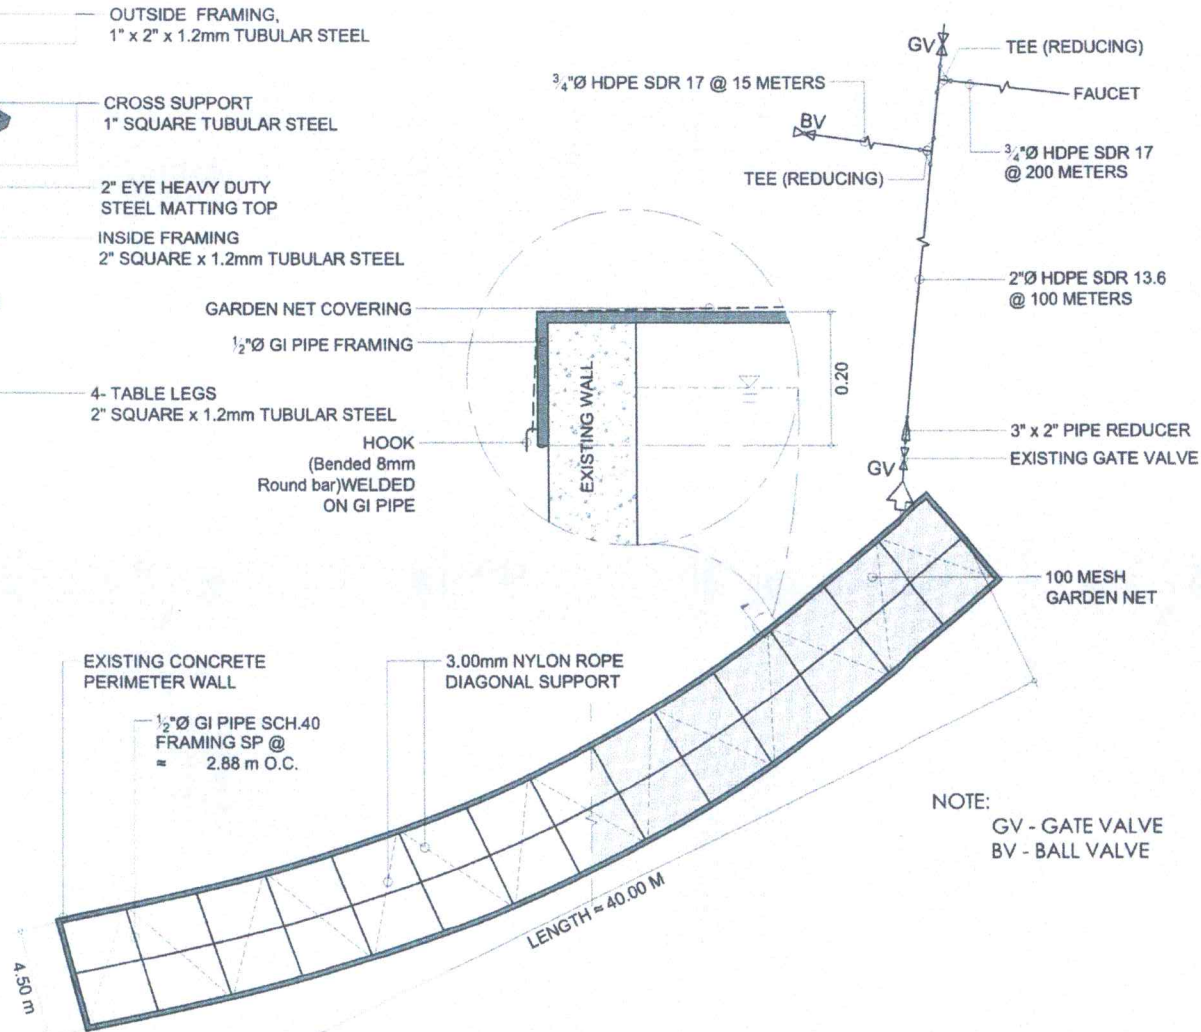 OUTSIDE FRAMING,
1" x 2" x 1.2mm TUBULAR STEEL
CROSS SUPPORT
1" SQUARE TUBULAR STEEL
2" EYE HEAVY DUTY
STEEL MATTING TOP
INSIDE FRAMING
2" SQUARE x 1.2mm TUBULAR STEEL
GARDEN NET COVERING
½"Ø GI PIPE FRAMING
4- TABLE LEGS
2" SQUARE x 1.2mm TUBULAR STEEL
HOOK
(Bended 8mm
Round bar)WELDED
ON GI PIPE
EXISTING WALL
0.20
GV
TEE (REDUCING)
¾"Ø HDPE SDR 17 @ 15 METERS
FAUCET
BV
¾"Ø HDPE SDR 17
@ 200 METERS
TEE (REDUCING)
2"Ø HDPE SDR 13.6
@ 100 METERS
3" x 2" PIPE REDUCER
EXISTING GATE VALVE
GV
100 MESH
GARDEN NET
EXISTING CONCRETE
PERIMETER WALL
3.00mm NYLON ROPE
DIAGONAL SUPPORT
½"Ø GI PIPE SCH.40
FRAMING SP @
≈ 2.88 m O.C.
LENGTH ≈ 40.00 M
4.50 m
NOTE:
GV - GATE VALVE
BV - BALL VALVE